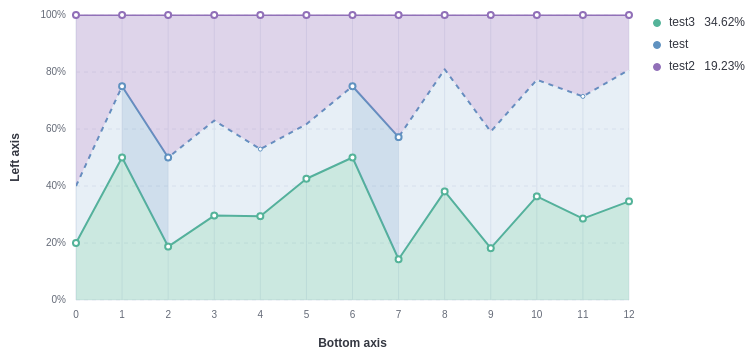 100%
80%
60%
40%
20%
0%
Left axis
0 1 2 3 4 5 6 7 8 9 10 11 12
Bottom axis
test3 34.62%
test
test2 19.23%